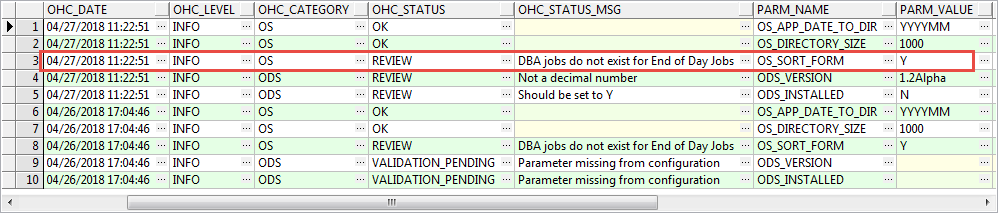 OHC_DATE OHC_LEVEL OHC_CATEGORY OHC_STATUS OHC_STATUS_MSG PARM_NAME PARM_VALUE
1 04/27/2018 11:22:51 INFO OS OK OS_APP_DATE_TO_DIR YYYYMM
2 04/27/2018 11:22:51 INFO OS OK OS_DIRECTORY_SIZE 1000
3 04/27/2018 11:22:51 INFO OS REVIEW DBA jobs do not exist for End of Day Jobs OS_SORT_FORM Y
4 04/27/2018 11:22:51 INFO ODS REVIEW Not a decimal number ODS_VERSION 1.2Alpha
5 04/27/2018 11:22:51 INFO ODS REVIEW Should be set to Y ODS_INSTALLED N
6 04/26/2018 17:04:46 INFO OS OK OS_APP_DATE_TO_DIR YYYYMM
7 04/26/2018 17:04:46 INFO OS OK OS_DIRECTORY_SIZE 1000
8 04/26/2018 17:04:46 INFO OS REVIEW DBA jobs do not exist for End of Day Jobs OS_SORT_FORM Y
9 04/26/2018 17:04:46 INFO ODS VALIDATION_PENDING Parameter missing from configuration ODS_VERSION
10 04/26/2018 17:04:46 INFO ODS VALIDATION_PENDING Parameter missing from configuration ODS_INSTALLED